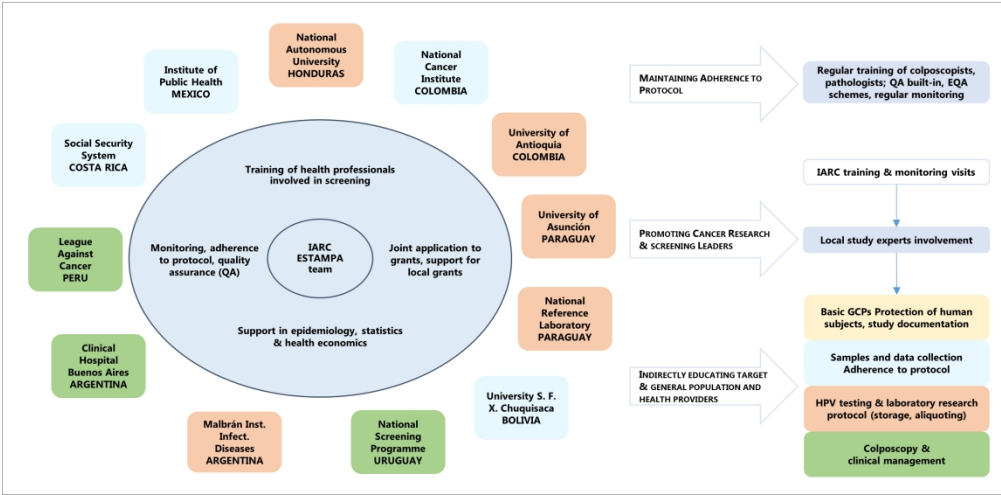 National
Autonomous
University
HONDURAS
National
Cancer
Institute
COLOMBIA
Institute of
Public Health
MEXICO
University of
Antioquia
COLOMBIA
Social Security
System
COSTA RICA
University of
Asunción
PARAGUAY
League
Against
Cancer
PERU
National
Reference
Laboratory
PARAGUAY
Clinical
Hospital
Buenos Aires
ARGENTINA
University S. F.
X. Chuquisaca
BOLIVIA
Malbrán Inst.
Infect.
Diseases
ARGENTINA
National
Screening
Programme
URUGUAY
Training of health professionals
involved in screening
Monitoring, adherence
to protocol, quality
assurance (QA)
IARC
ESTAMPA
team
Joint application to
grants, support for
local grants
Support in epidemiology, statistics
& health economics
MAINTAINING ADHERENCE TO
PROTOCOL
Regular training of colposcopists,
pathologists; QA built-in, EQA
schemes, regular monitoring
PROMOTING CANCER RESEARCH
& SCREENING LEADERS
IARC training & monitoring visits
Local study experts involvement
INDIRECTLY EDUCATING TARGET
& GENERAL POPULATION AND
HEALTH PROVIDERS
Basic GCPs Protection of human
subjects, study documentation
Samples and data collection
Adherence to protocol
HPV testing & laboratory research
protocol (storage, aliquoting)
Colposcopy &
clinical management